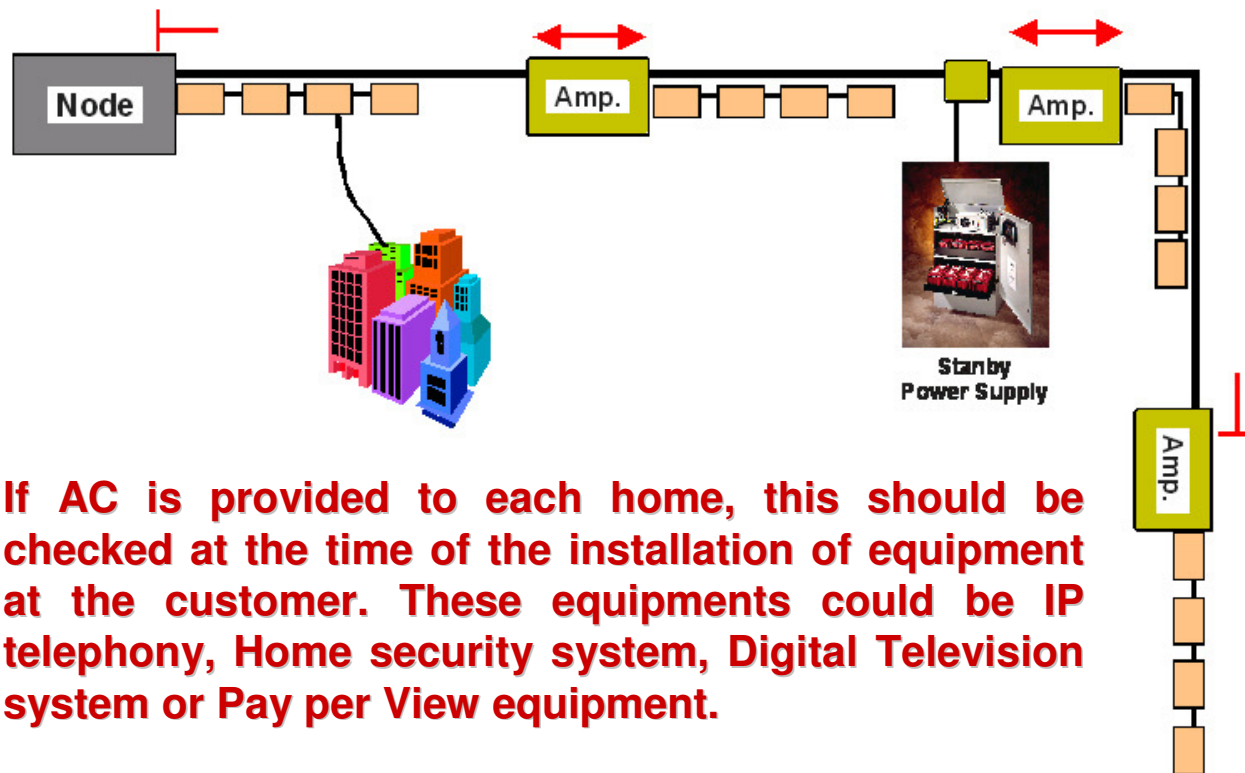 Node
Amp.
Amp.
Stanby
Power Supply
Amp.
If AC is provided to each home, this should be
checked at the time of the installation of equipment
at the customer. These equipments could be IP
telephony, Home security system, Digital Television
system or Pay per View equipment.